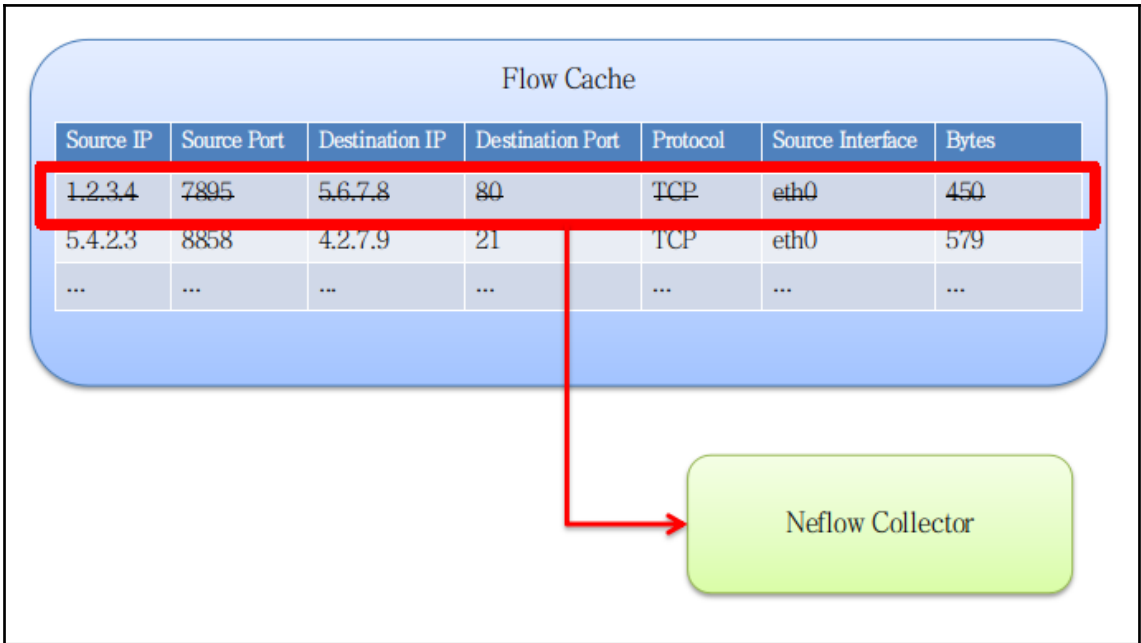 Flow Cache
Source IP Source Port Destination IP Destination Port Protocol Source Interface Bytes
1.2.3.4 7895 5.6.7.8 80 TCP eth0 450
5.4.2.3 8858 4.2.7.9 21 TCP eth0 579
... ... ... ... ... ... ...
Neflow Collector